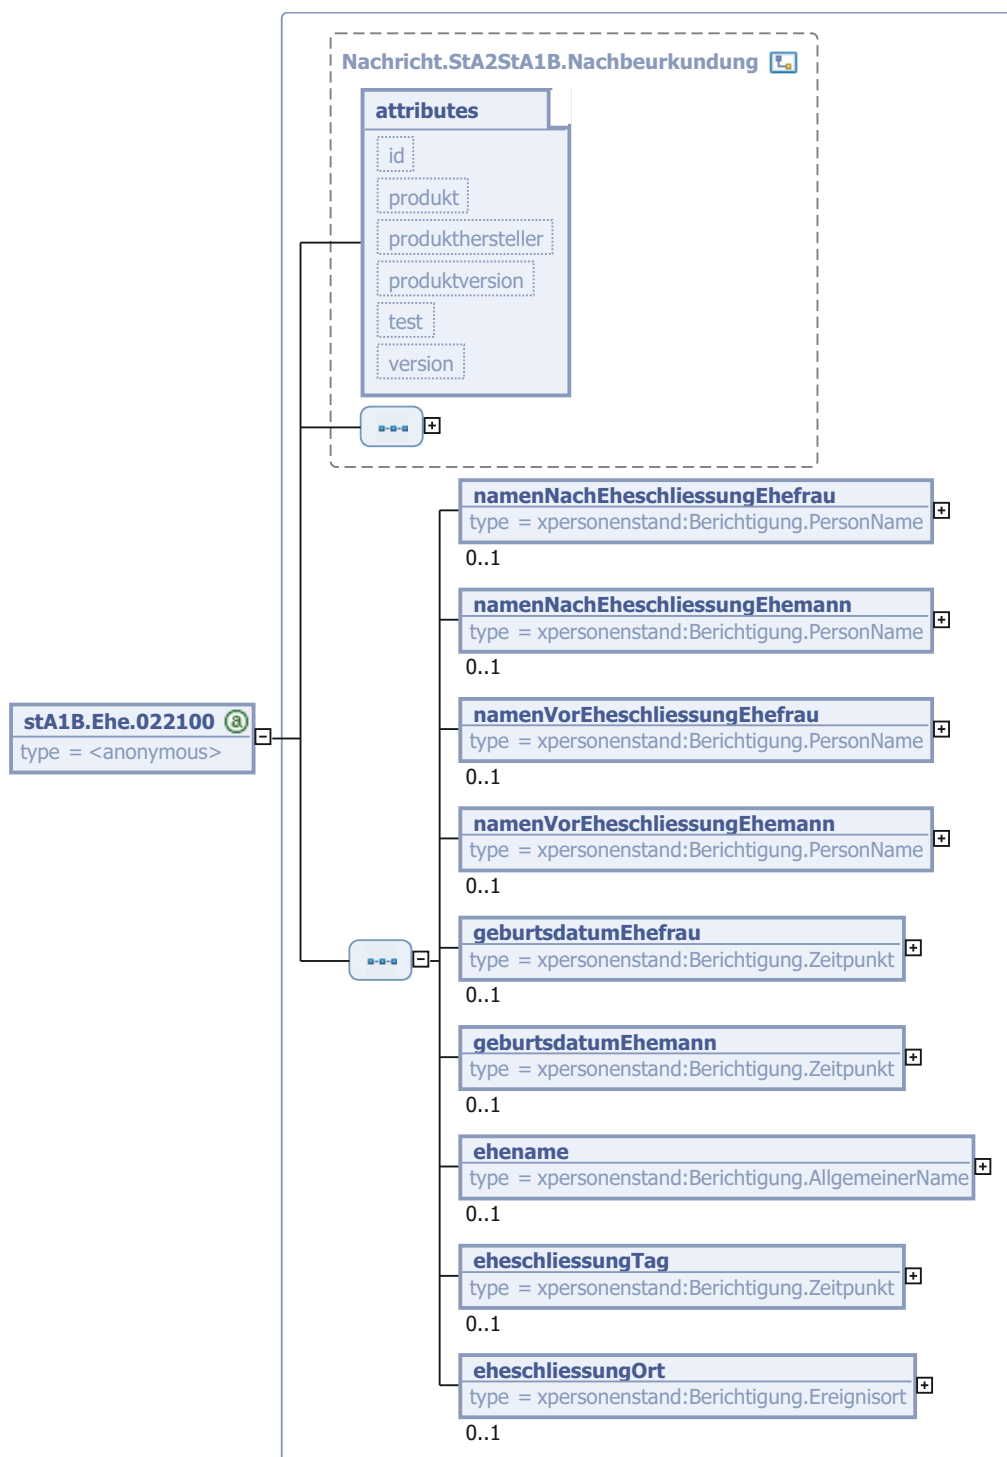 Nachricht.StA2StA1B.Nachbeurkundung
attributes
id
produkt
produkthersteller
produktversion
test
version
namenNachEheschliessungEhefrau
type = xpersonenstand:Berichtigung.PersonName
0..1
namenNachEheschliessungEhemann
type = xpersonenstand:Berichtigung.PersonName
0..1
stA1B.Ehe.022100 @
type = <anonymous>
namenVorEheschliessungEhefrau
type = xpersonenstand:Berichtigung.PersonName
0..1
namenVorEheschliessungEhemann
type = xpersonenstand:Berichtigung.PersonName
0..1
geburtsdatumEhefrau
type = xpersonenstand:Berichtigung.Zeitpunkt
0..1
geburtsdatumEhemann
type = xpersonenstand:Berichtigung.Zeitpunkt
0..1
ehename
type = xpersonenstand:Berichtigung.AllgemeinerName
0..1
eheschliessungTag
type = xpersonenstand:Berichtigung.Zeitpunkt
0..1
eheschliessungOrt
type = xpersonenstand:Berichtigung.Ereignisort
0..1